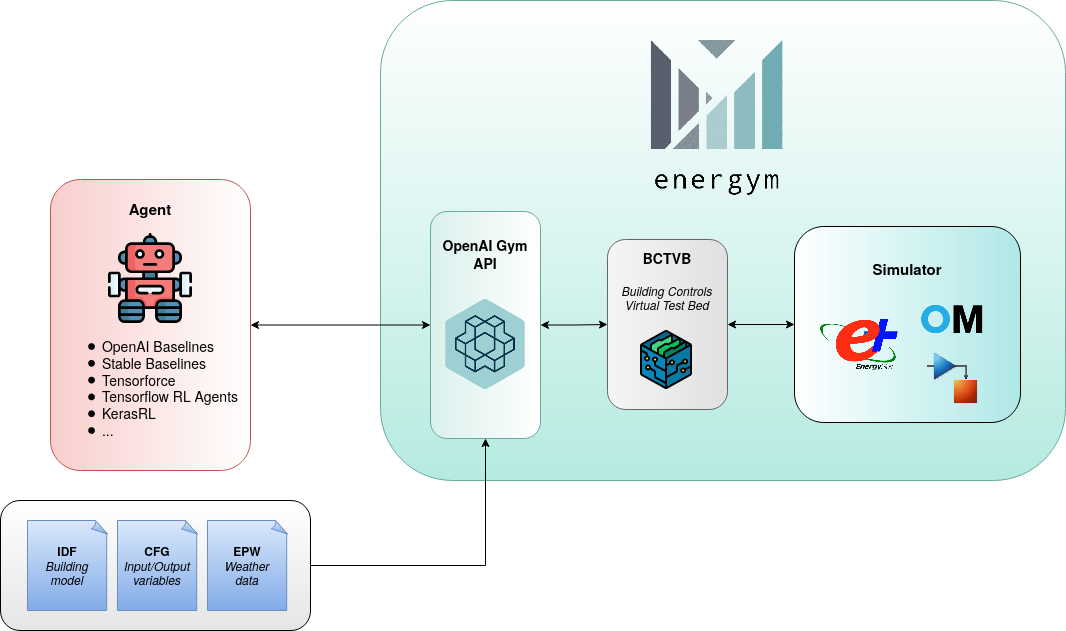 energym
Agent
OpenAI Baselines
Stable Baselines
Tensorforce
Tensorflow RL Agents
KerasRL
...
OpenAI Gym
API
BCTVB
Building Controls
Virtual Test Bed
Simulator
e+
EnergyPlus
OM
IDF
Building
model
CFG
Input/Output
variables
EPW
Weather
data